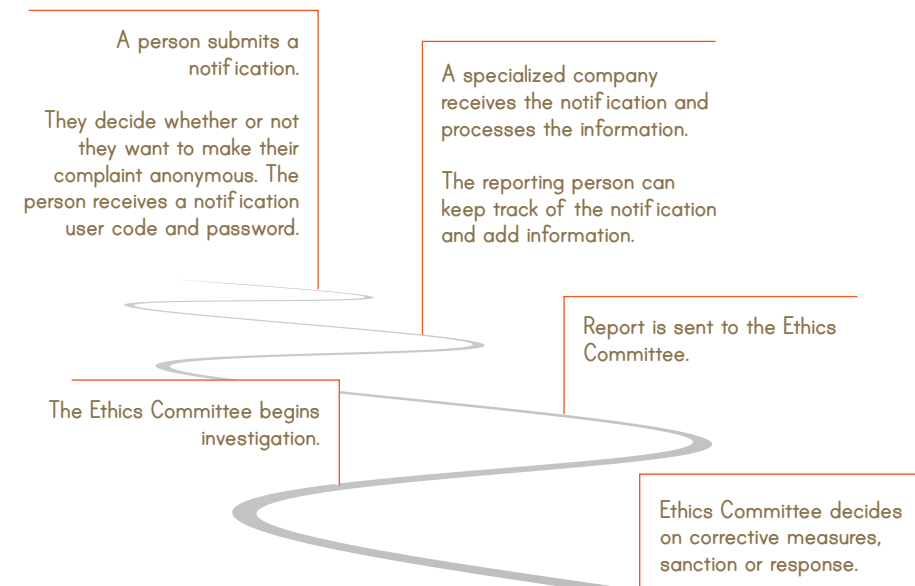 A person submits a
notification.
They decide whether or not
they want to make their
complaint anonymous. The
person receives a notification
user code and password.
A specialized company
receives the notification and
processes the information.
The reporting person can
keep track of the notification
and add information.
Report is sent to the Ethics
Committee.
The Ethics Committee begins
investigation.
Ethics Committee decides
on corrective measures,
sanction or response.